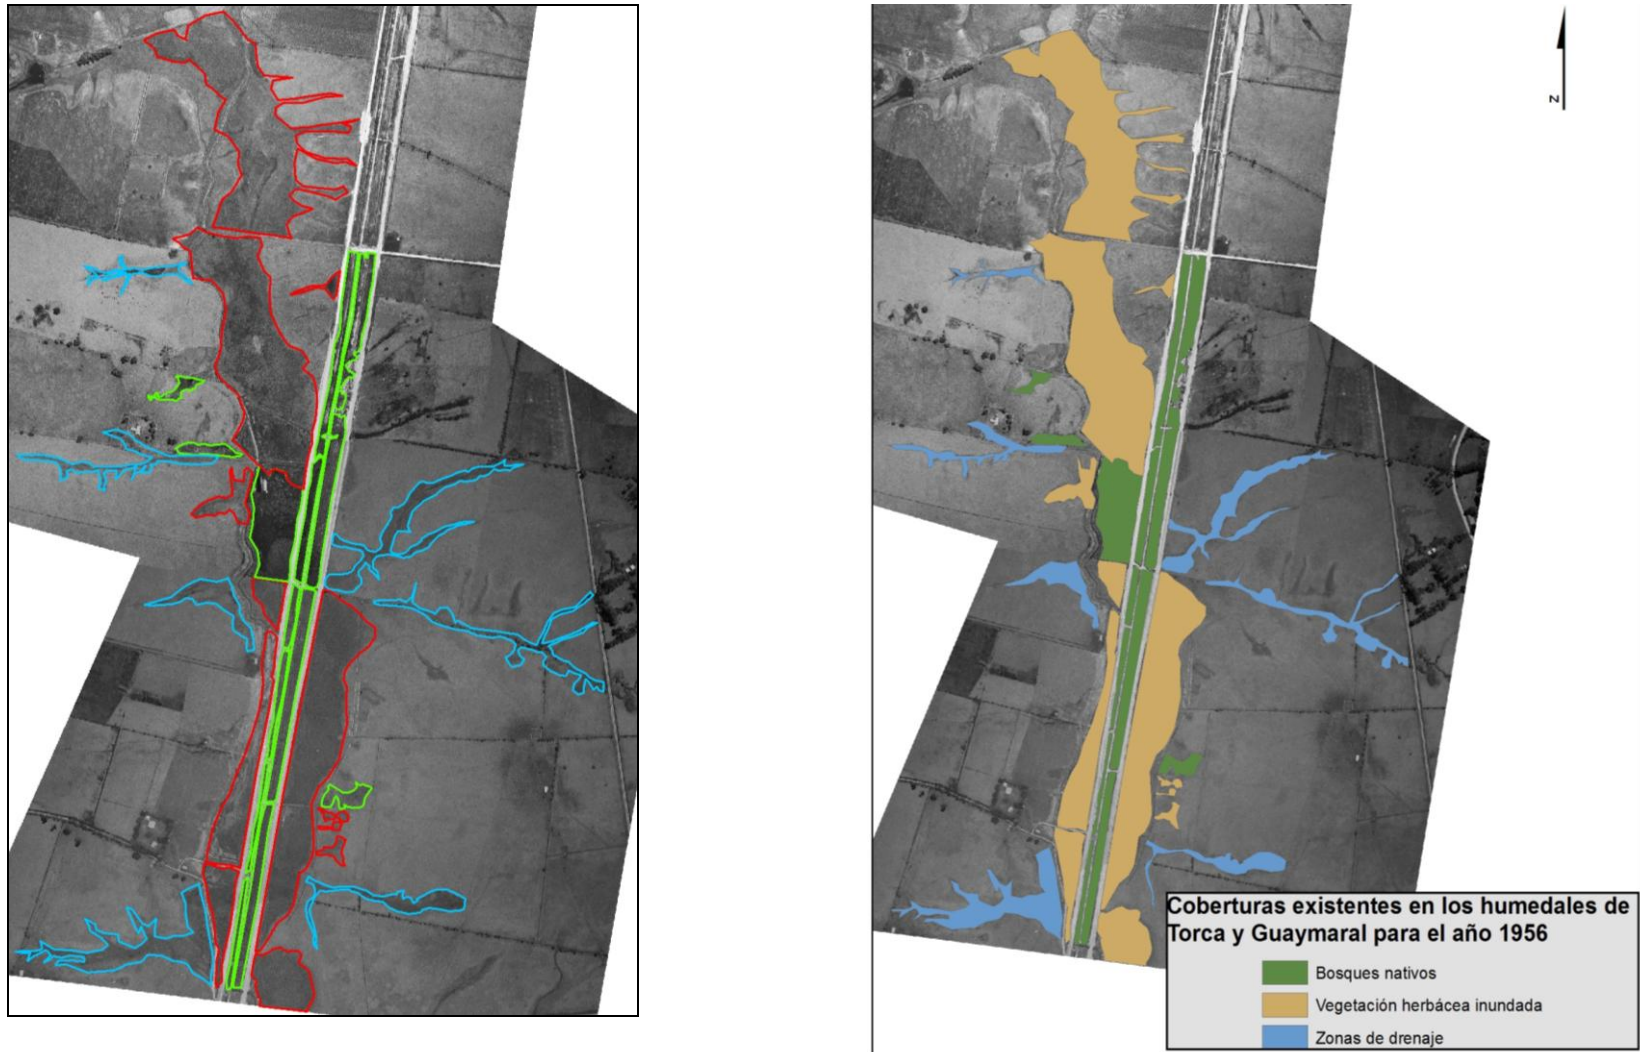 z
Coberturas existentes en los humedales de
Torca y Guaymaral para el año 1956
Bosques nativos
Vegetación herbácea inundada
Zonas de drenaje